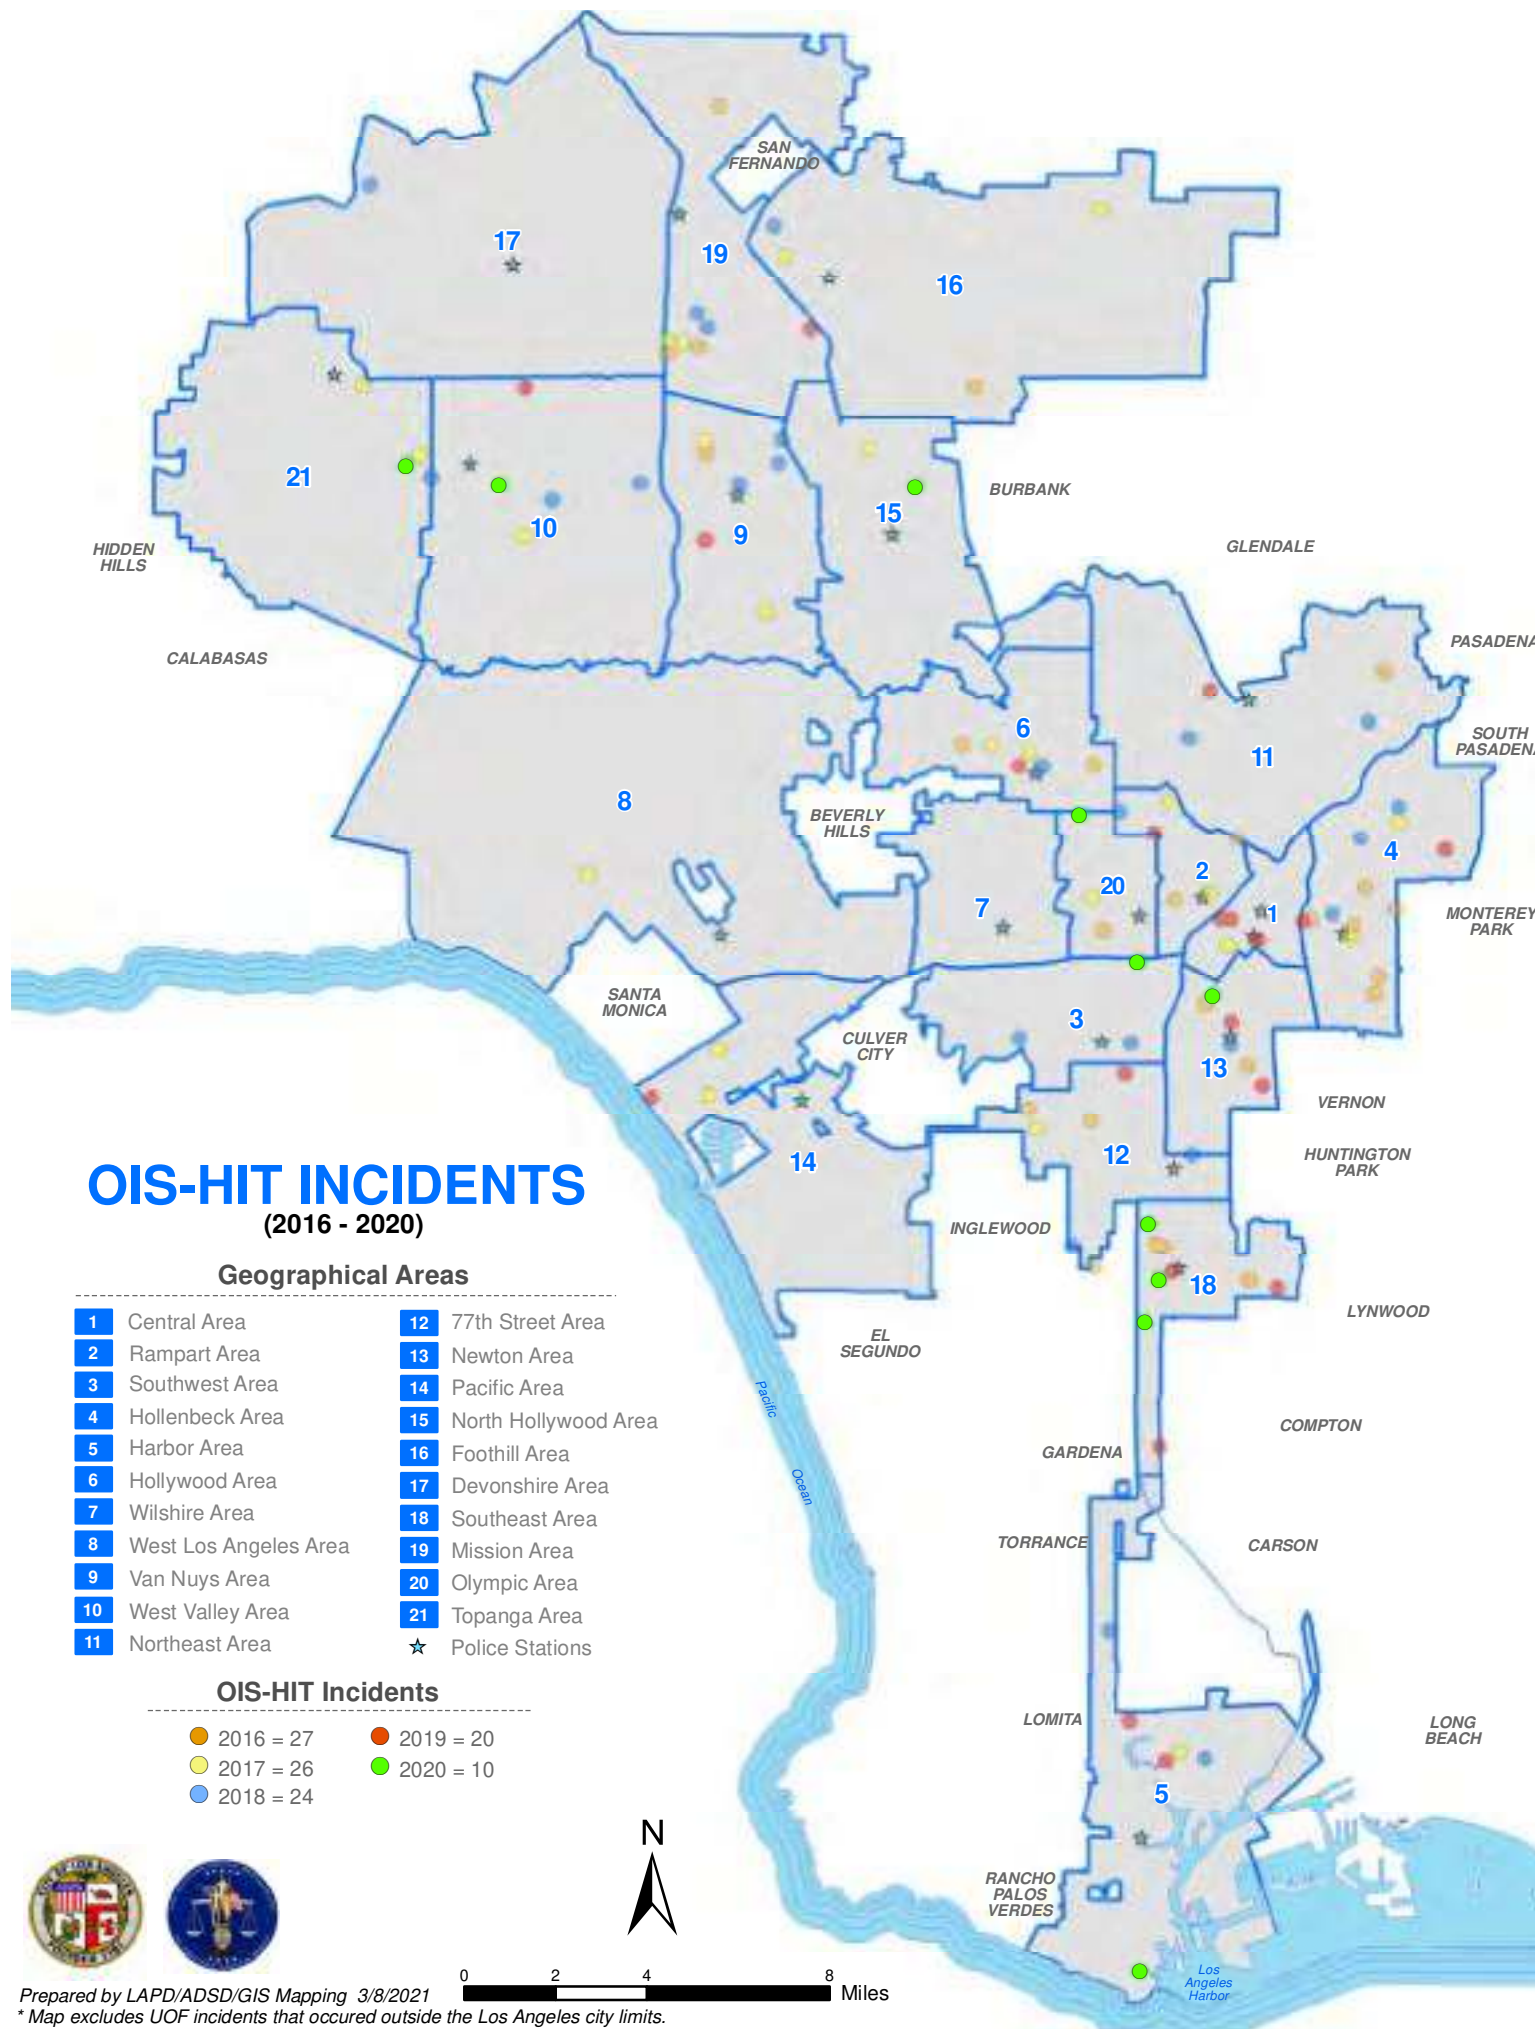 SAN
FERNANDO
17
19
16
21
10
9
15
BURBANK
GLENDALE
HIDDEN
HILLS
CALABASAS
PASADENA
6
11
SOUTH
PASADENA
8
BEVERLY
HILLS
4
2
20
7
1
MONTEREY
PARK
SANTA
MONICA
3
CULVER
CITY
13
VERNON
12
HUNTINGTON
PARK
14
INGLEWOOD
18
LYNWOOD
EL
SEGUNDO
COMPTON
GARDENA
TORRANCE
CARSON
LOMITA
LONG
BEACH
5
RANCHO
PALOS
VERDES
Pacific
Ocean
Los
Angeles
Harbor
OIS-HIT INCIDENTS
(2016 - 2020)
Geographical Areas
1 Central Area
2 Rampart Area
3 Southwest Area
4 Hollenbeck Area
5 Harbor Area
6 Hollywood Area
7 Wilshire Area
8 West Los Angeles Area
9 Van Nuys Area
10 West Valley Area
11 Northeast Area
12 77th Street Area
13 Newton Area
14 Pacific Area
15 North Hollywood Area
16 Foothill Area
17 Devonshire Area
18 Southeast Area
19 Mission Area
20 Olympic Area
21 Topanga Area
Police Stations
OIS-HIT Incidents
2016 = 27
2017 = 26
2018 = 24
2019 = 20
2020 = 10
N
0 2 4 8
Miles
Prepared by LAPD/ADSD/GIS Mapping 3/8/2021
* Map excludes UOF incidents that occured outside the Los Angeles city limits.